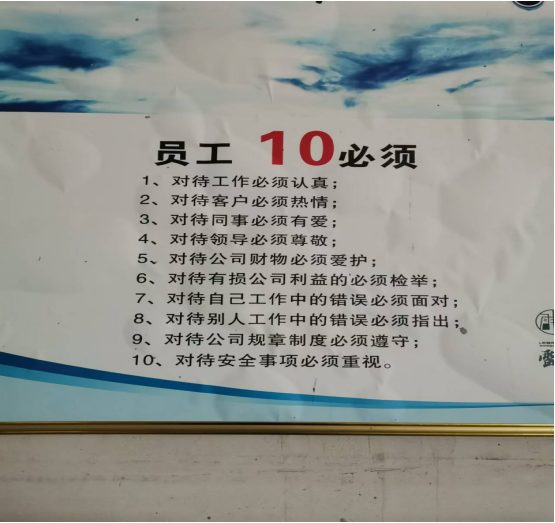 员工 10必须
1、对待工作必须认真；
2、对待客户必须热情；
3、对待同事必须有爱；
4、对待领导必须尊敬；
5、对待公司财物必须爱护；
6、对待有损公司利益的必须检举；
7、对待自己工作中的错误必须面对；
8、对待别人工作中的错误必须指出；
9、对待公司规章制度必须遵守；
10、对待安全事项必须重视。